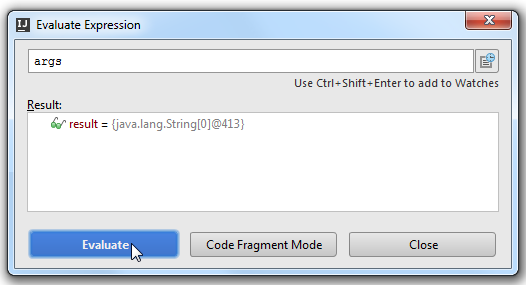 IJ Evaluate Expression
args
Use Ctrl+Shift+Enter to add to Watches
Result:
result = {java.lang.String[0]@413}
Evaluate Code Fragment Mode Close